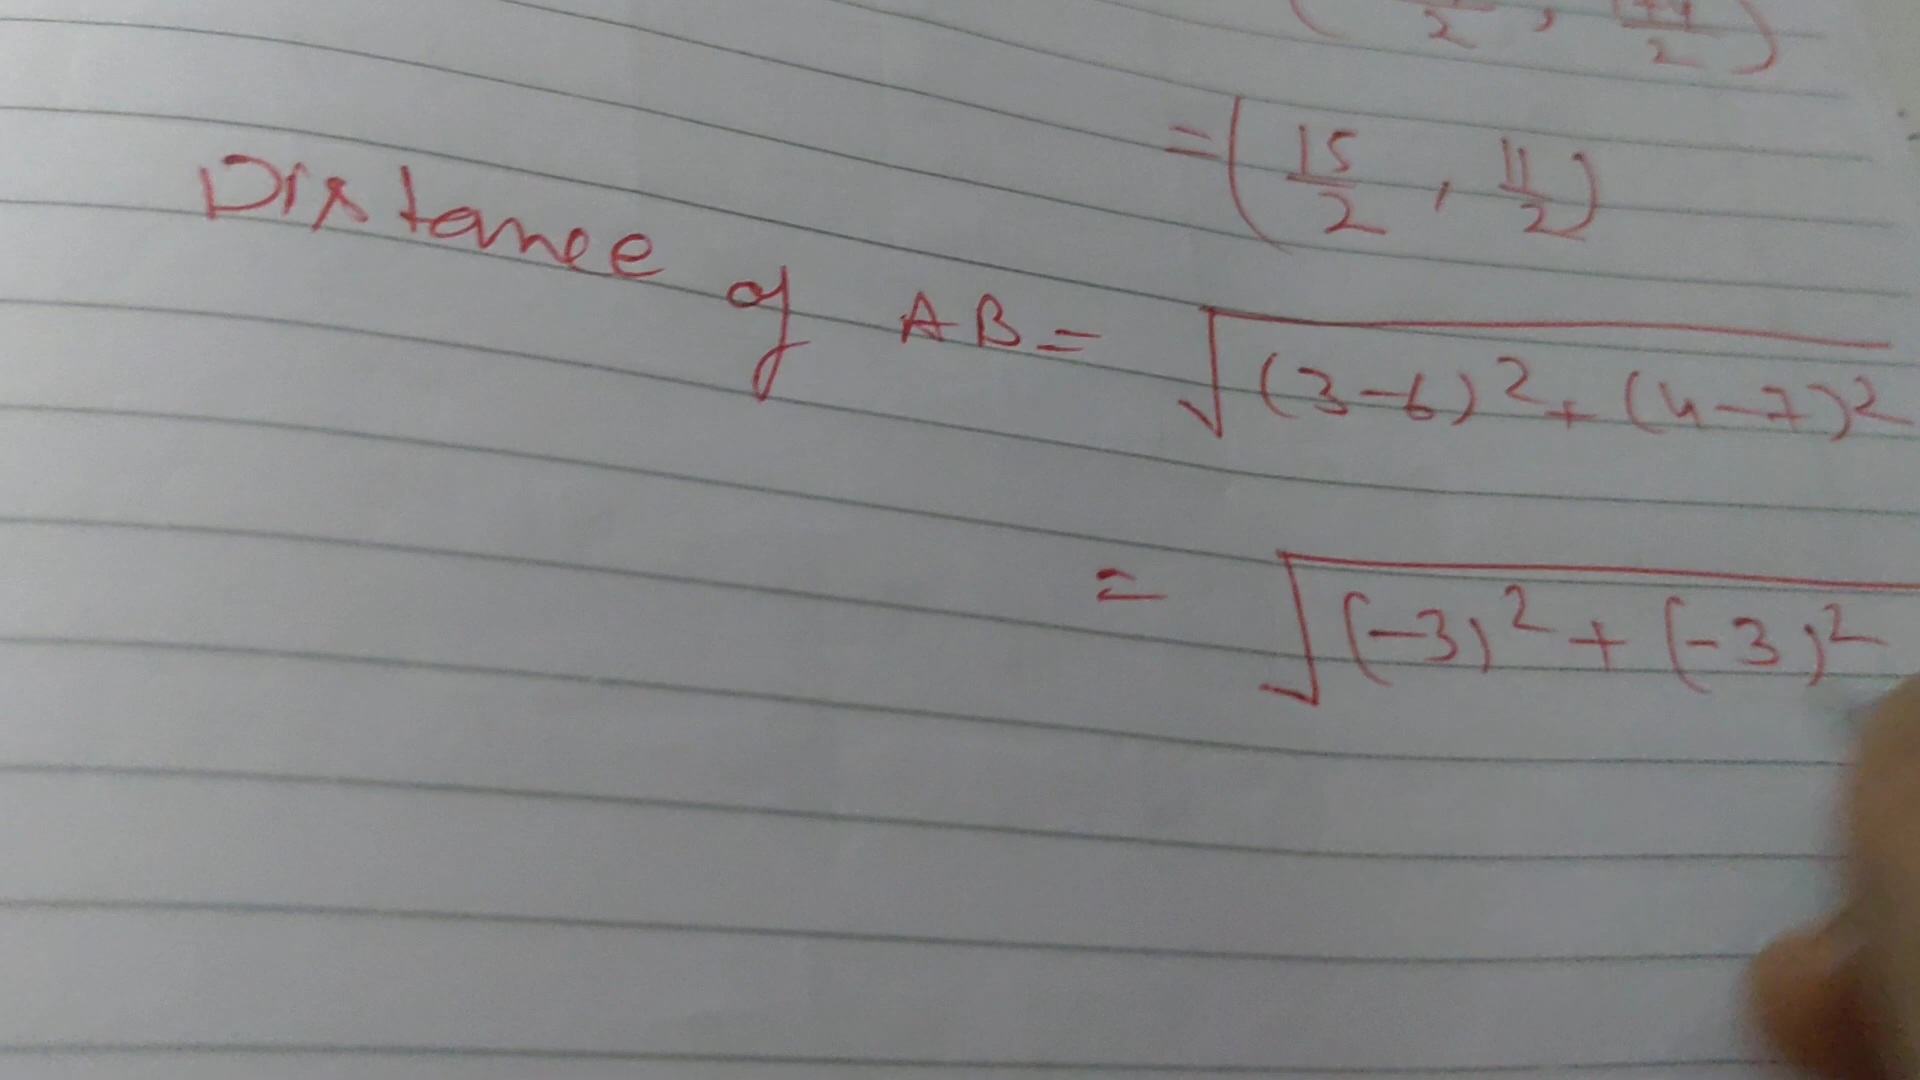 = (15/2, 11/2)
Distance of AB = √(3-6)² + (4-7)²
= √(-3)² + (-3)²